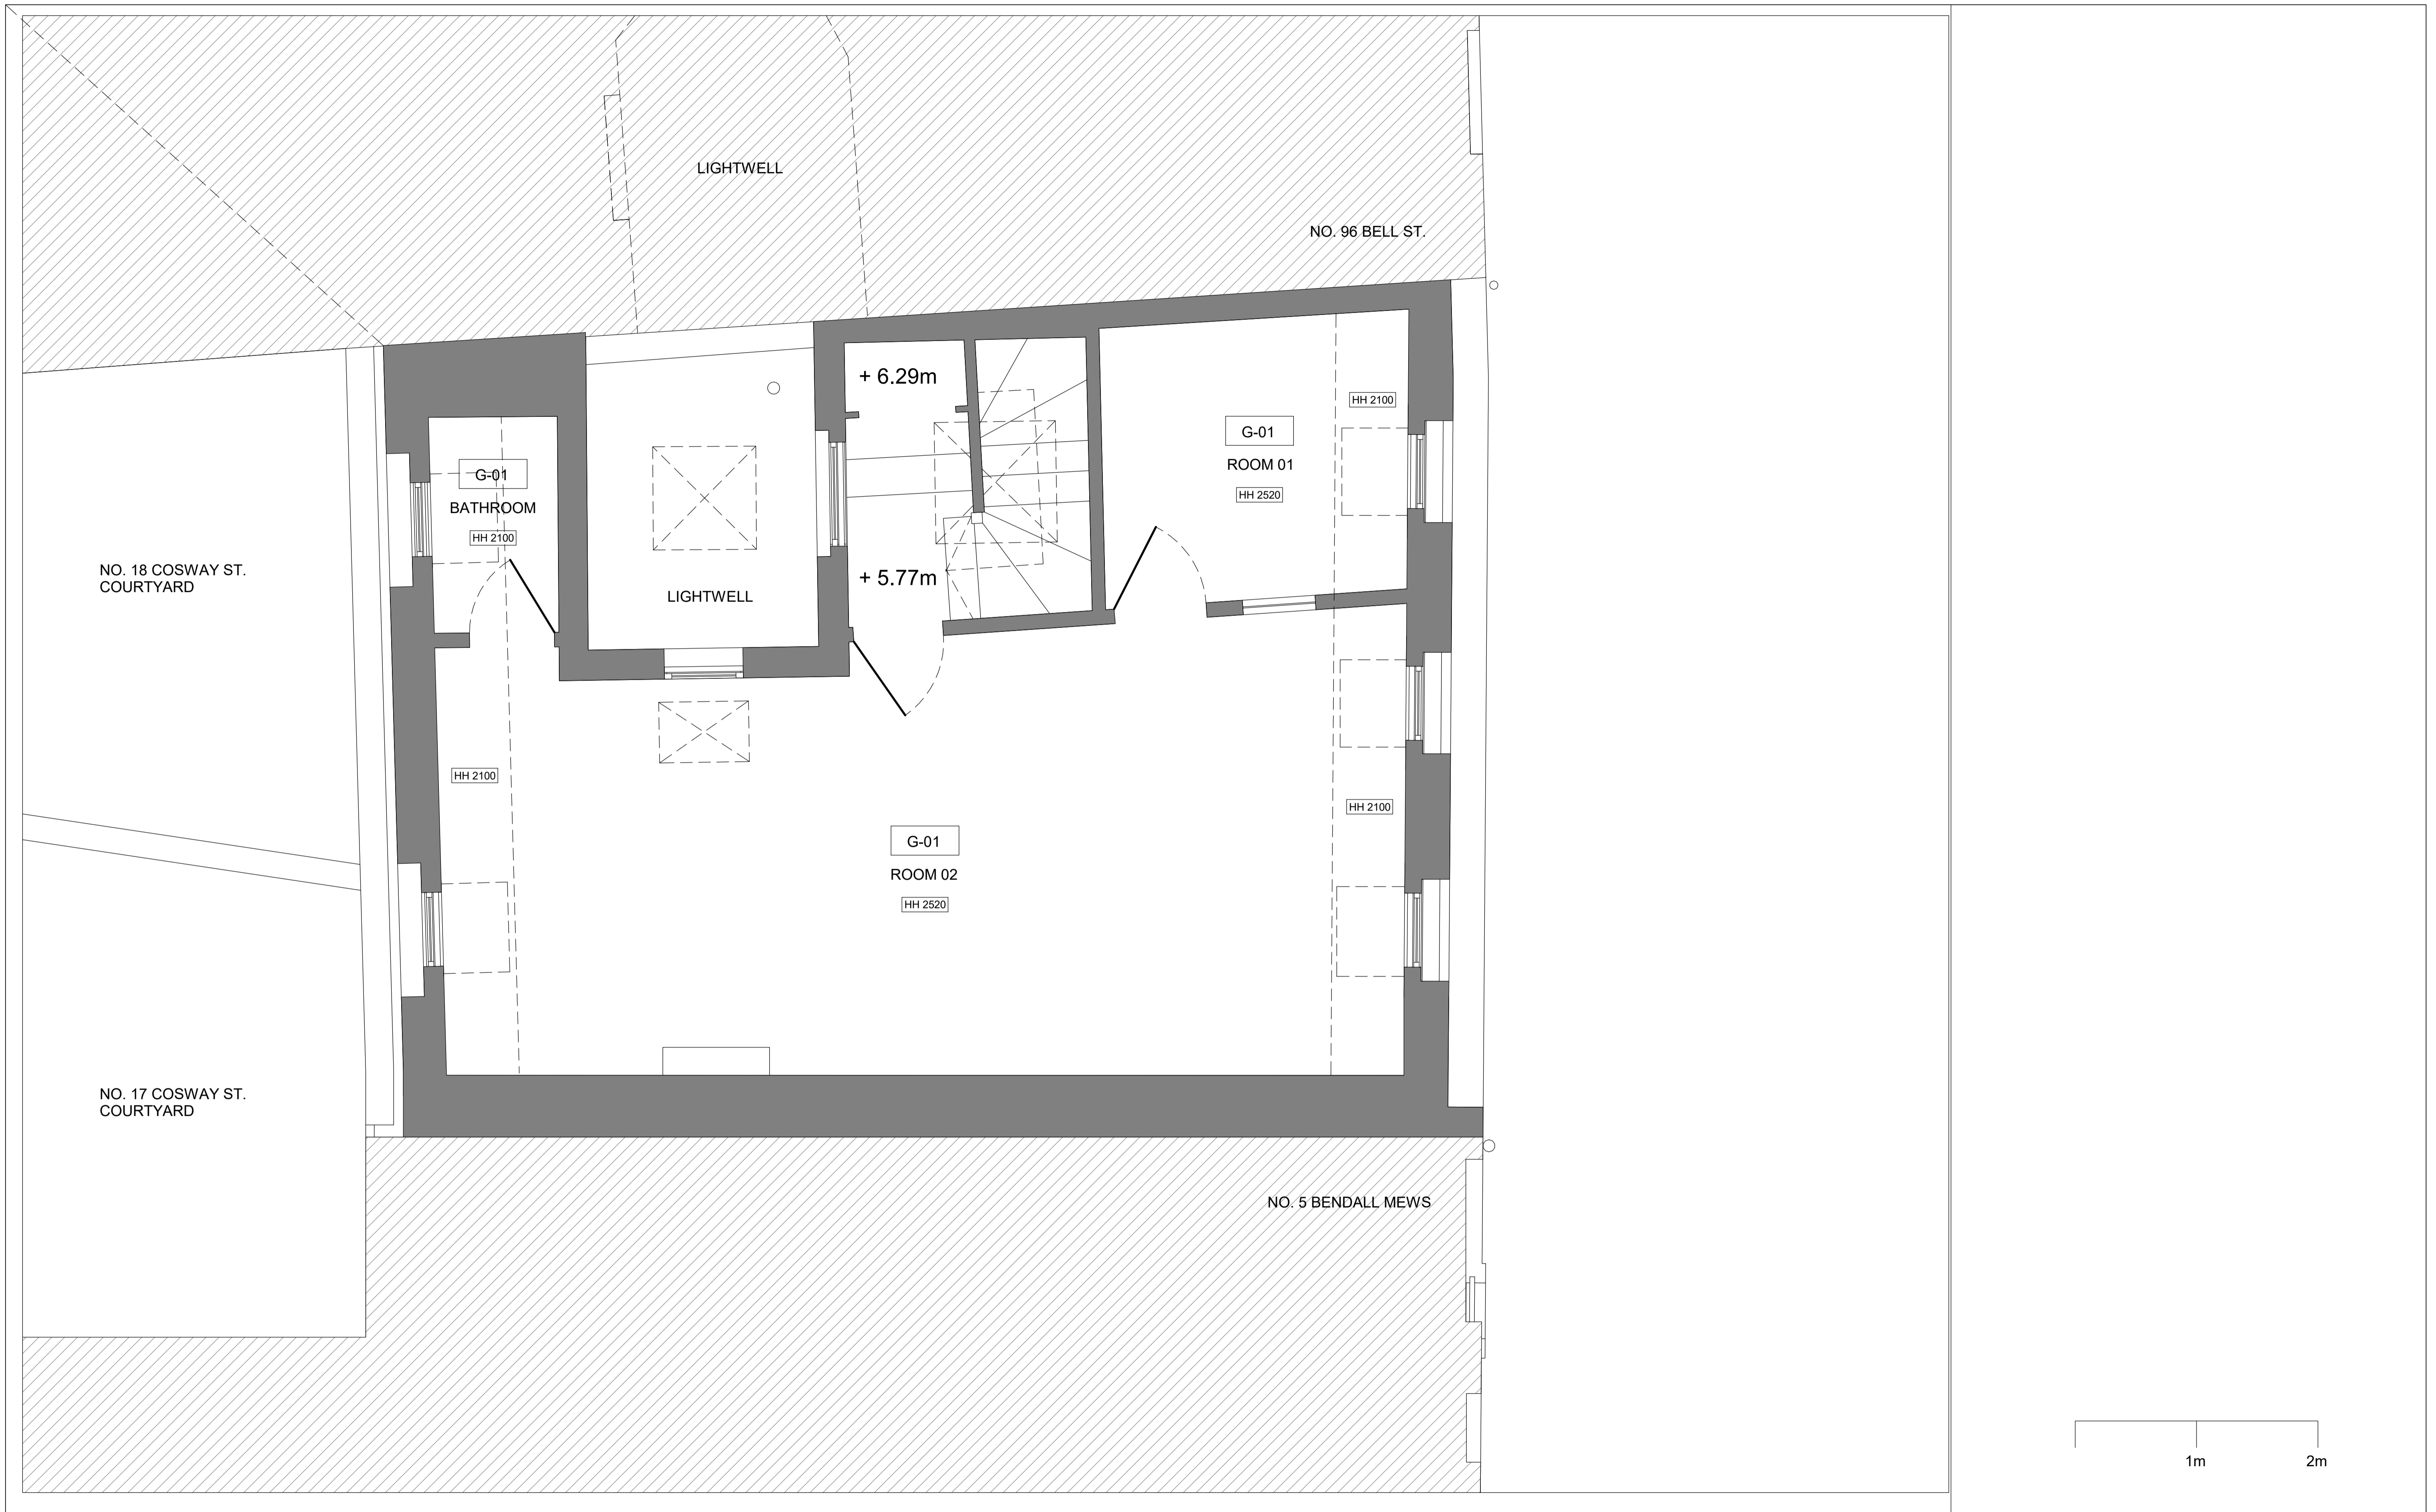 LIGHTWELL
NO. 96 BELL ST.
+ 6.29m
HH 2100
G-01
ROOM 01
HH 2520
G-01
BATHROOM
HH 2100
NO. 18 COSWAY ST.
COURTYARD
LIGHTWELL
+ 5.77m
HH 2100
HH 2100
G-01
ROOM 02
HH 2520
NO. 17 COSWAY ST.
COURTYARD
NO. 5 BENDALL MEWS
1m
2m